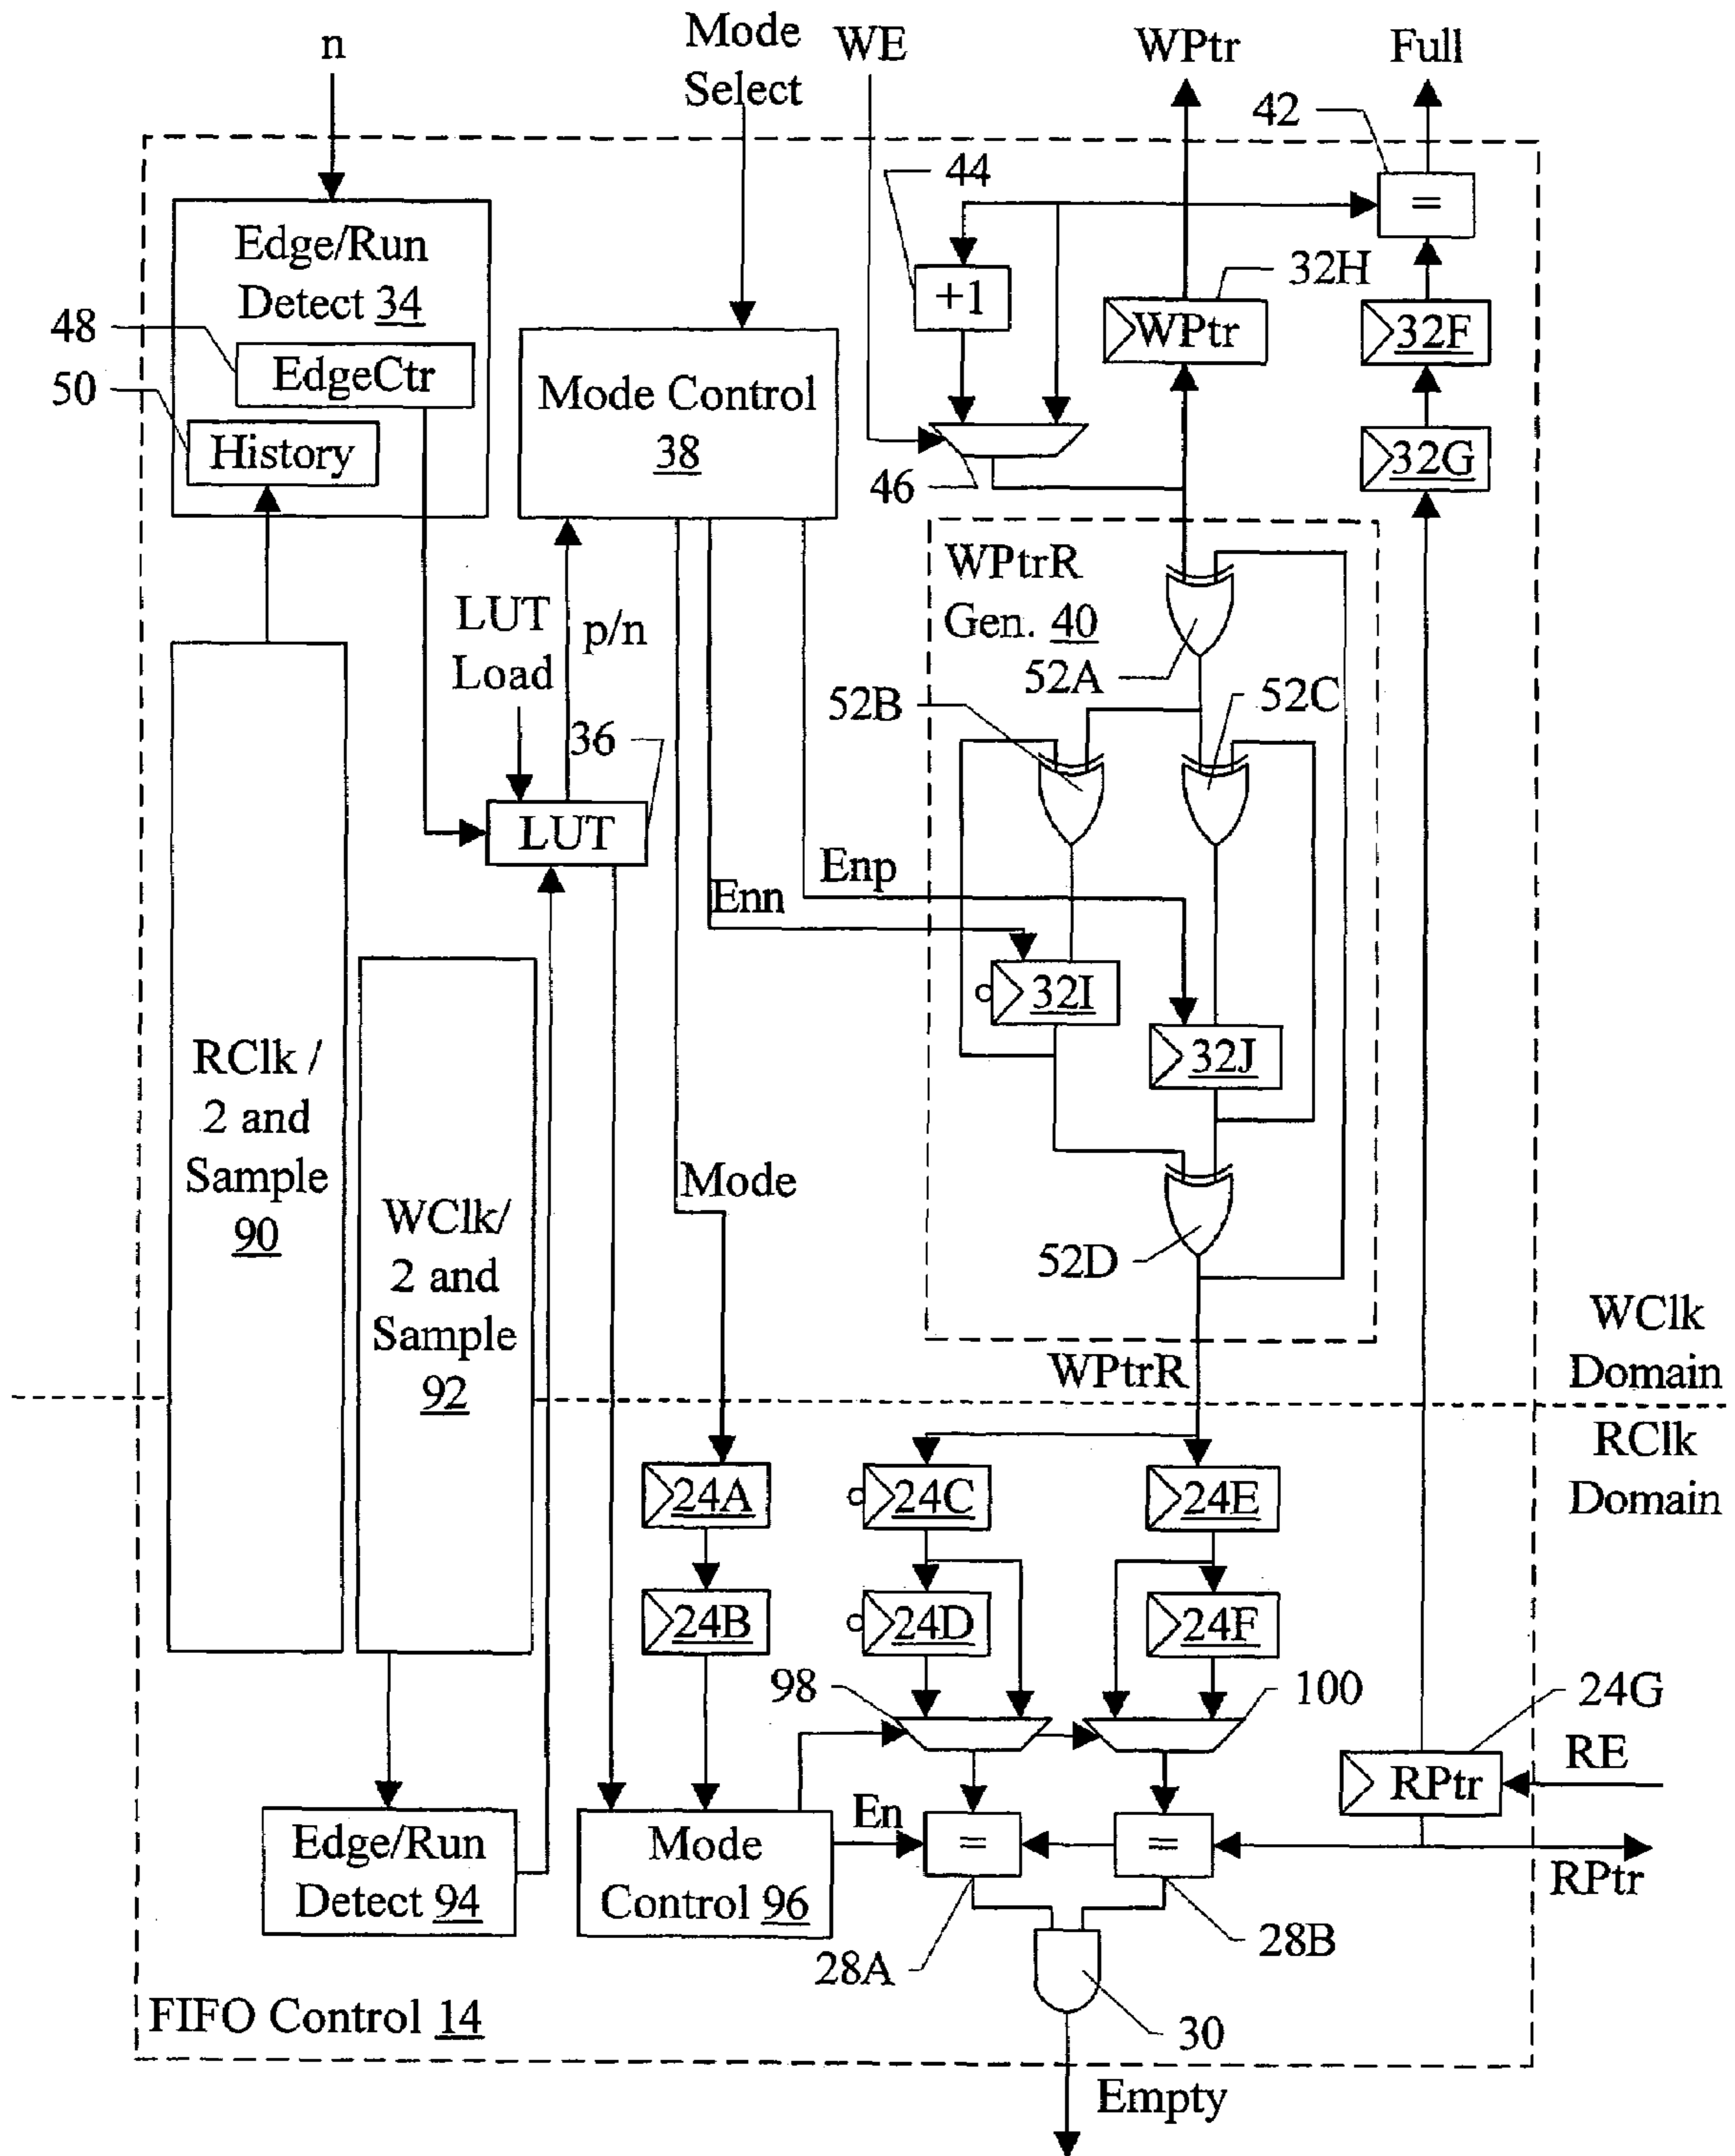 n
Mode
Select
WE
WPtr
Full
42
44
=
Edge/Run
Detect 34
+1
32H
WPtr
32F
48
EdgeCtr
50
History
Mode Control
38
32G
46
WPtrR
Gen. 40
LUT
Load
p/n
52A
52B
52C
36
LUT
Enp
Enn
32I
32J
RClk /
2 and
Sample
90
Mode
WClk/
2 and
Sample
92
52D
WPtrR
WClk
Domain
RClk
Domain
24A
24C
24E
24B
24D
24F
98
100
24G
RE
RPtr
En
Edge/Run
Detect 94
Mode
Control 96
=
=
RPtr
28A
28B
FIFO Control 14
30
Empty